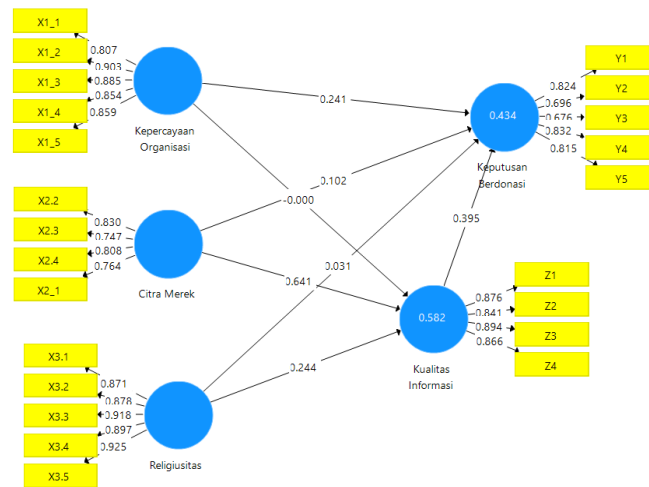 X1_1
X1_2
X1_3
X1_4
X1_5
0.807
0.903
0.885
0.854
0.859
Kepercayaan
Organisasi
X2.2
X2.3
X2.4
X2_1
0.830
0.747
0.808
0.764
Citra Merek
X3.1
X3.2
X3.3
X3.4
X3.5
0.871
0.878
0.918
0.897
0.925
Religiusitas
0.241
0.102
-0.000
0.031
0.641
0.244
0.395
0.434
Keputusan
Berdonasi
0.824
0.696
0.676
0.832
0.815
Y1
Y2
Y3
Y4
Y5
0.582
Kualitas
Informasi
0.876
0.841
0.894
0.866
Z1
Z2
Z3
Z4